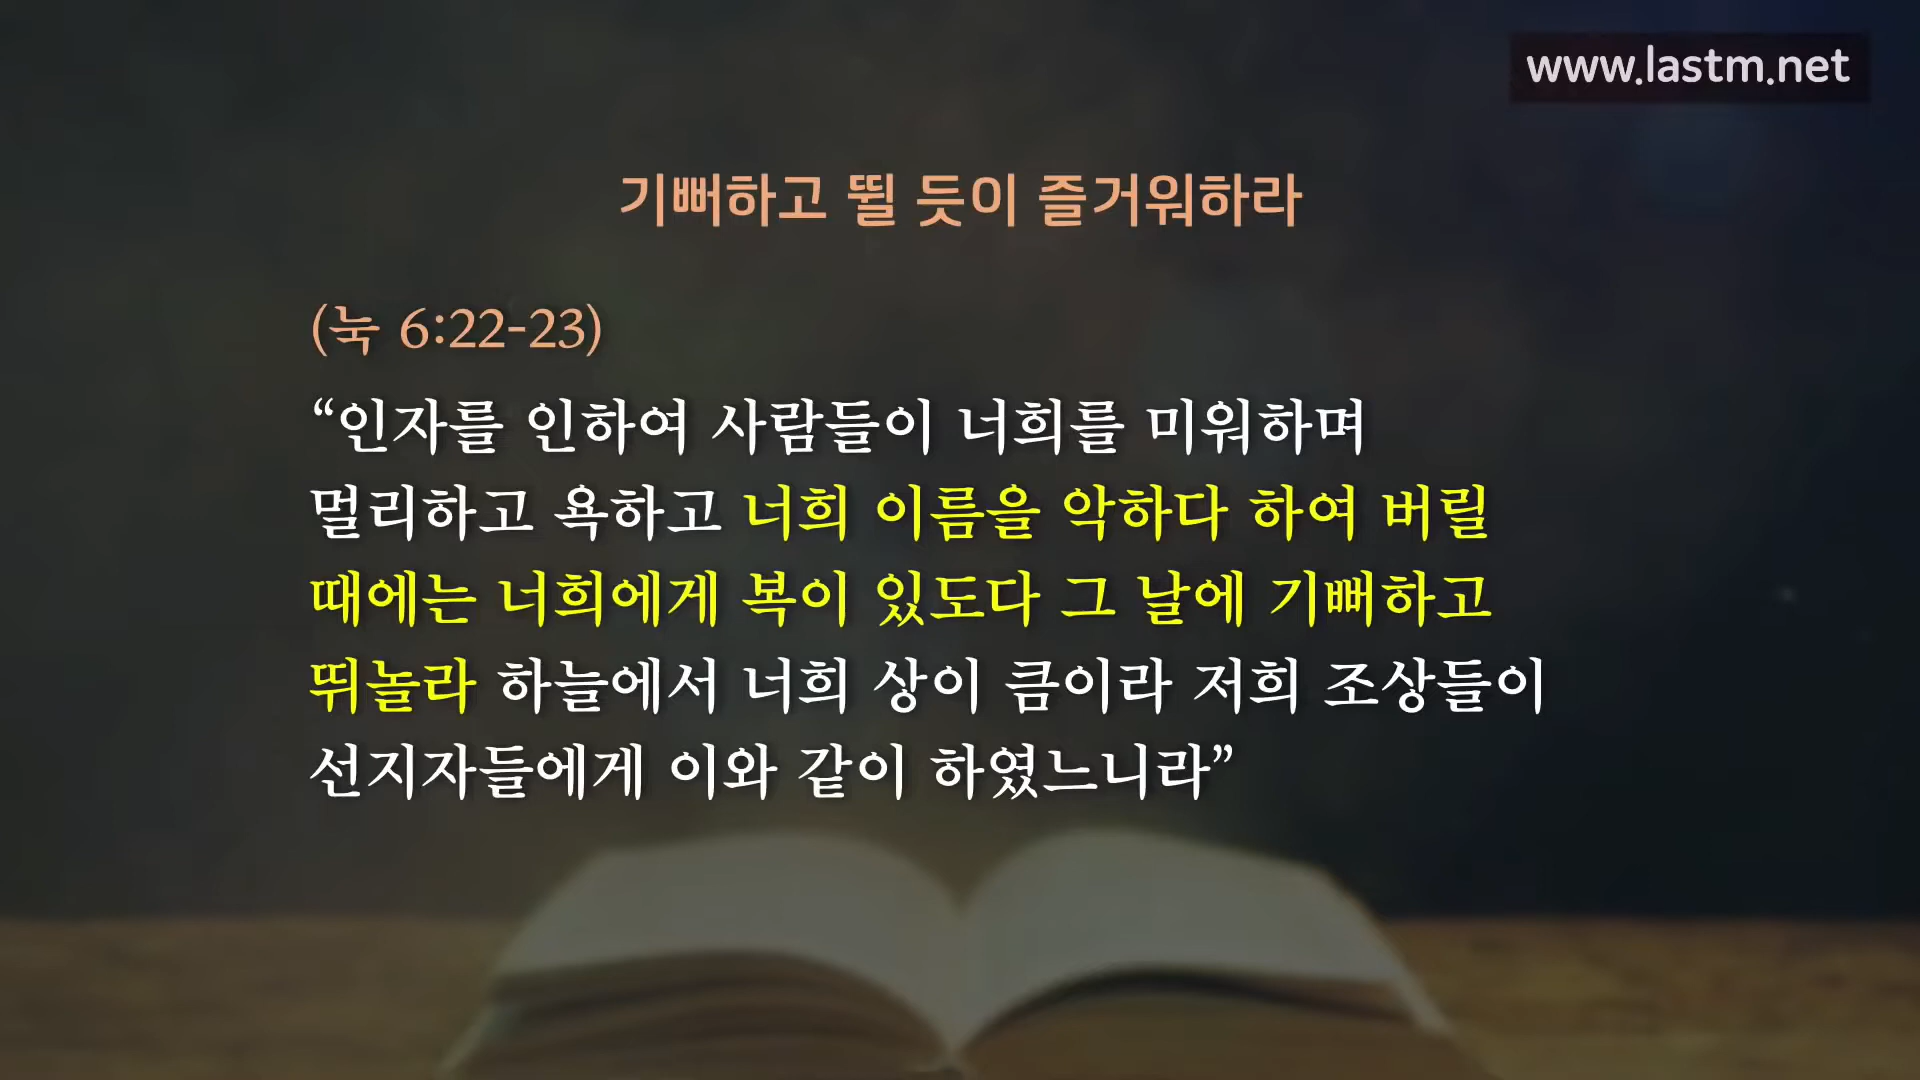 www.lastm.net
기뻐하고 뛸 듯이 즐거워하라
(눅 6:22-23)
“인자를 인하여 사람들이 너희를 미워하며
멀리하고 욕하고 너희 이름을 악하다 하여 버릴
때에는 너희에게 복이 있도다 그 날에 기뻐하고
뛰놀라 하늘에서 너희 상이 큼이라 저희 조상들이
선지자들에게 이와 같이 하였느니라”